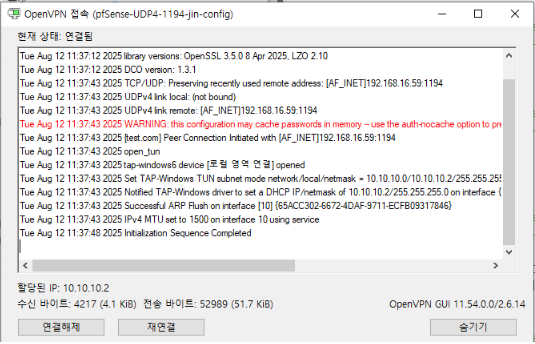 OpenVPN 접속 (pfSense-UDP4-1194-jin-config)
현재 상태: 연결됨
Tue Aug 12 11:37:12 2025 library versions: OpenSSL 3.5.0 8 Apr 2025, LZO 2.10
Tue Aug 12 11:37:12 2025 DCO version: 1.3.1
Tue Aug 12 11:37:43 2025 TCP/UDP: Preserving recently used remote address: [AF_INET]192.168.16.59:1194
Tue Aug 12 11:37:43 2025 UDPv4 link local: (not bound)
Tue Aug 12 11:37:43 2025 UDPv4 link remote: [AF_INET]192.168.16.59:1194
Tue Aug 12 11:37:43 2025 WARNING: this configuration may cache passwords in memory -- use the auth-nocache option to pre
Tue Aug 12 11:37:43 2025 [test.com] Peer Connection Initiated with [AF_INET]192.168.16.59:1194
Tue Aug 12 11:37:43 2025 open_tun
Tue Aug 12 11:37:43 2025 tap-windows6 device [로컬 영역 연결] opened
Tue Aug 12 11:37:43 2025 Set TAP-Windows TUN subnet mode network/local/netmask = 10.10.10.0/10.10.10.2/255.255.255
Tue Aug 12 11:37:43 2025 Notified TAP-Windows driver to set a DHCP IP/netmask of 10.10.10.2/255.255.255.0 on interface {
Tue Aug 12 11:37:43 2025 Successful ARP Flush on interface [10] {65ACC302-6672-4DAF-9711-ECFB09317846}
Tue Aug 12 11:37:43 2025 IPv4 MTU set to 1500 on interface 10 using service
Tue Aug 12 11:37:48 2025 Initialization Sequence Completed
할당된 IP: 10.10.10.2
수신 바이트: 4217 (4.1 KiB) 전송 바이트: 52989 (51.7 KiB) OpenVPN GUI 11.54.0.0/2.6.14
연결해제 재연결 숨기기